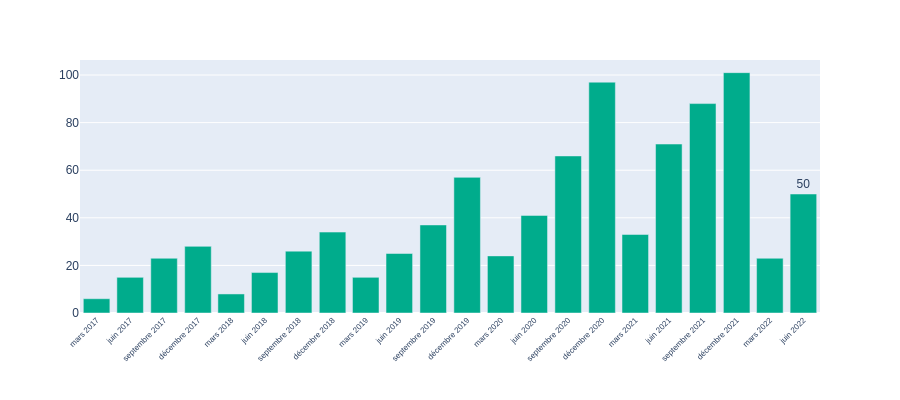 100
80
60
40
20
0
50
mars 2017
juin 2017
septembre 2017
décembre 2017
mars 2018
juin 2018
septembre 2018
décembre 2018
mars 2019
juin 2019
septembre 2019
décembre 2019
mars 2020
juin 2020
septembre 2020
décembre 2020
mars 2021
juin 2021
septembre 2021
décembre 2021
mars 2022
juin 2022